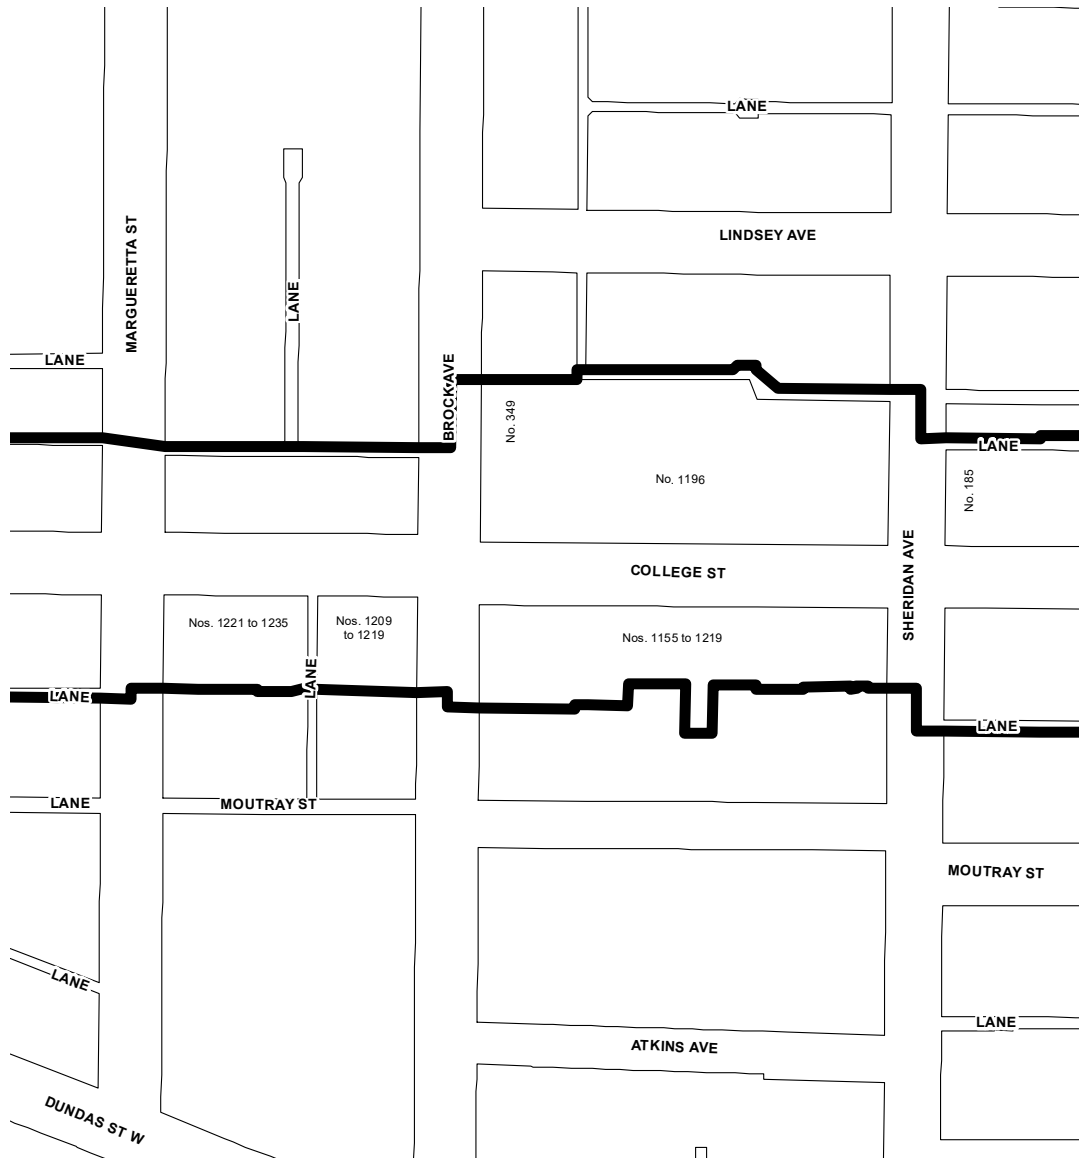 LANE
LINDSEY AVE
MARGUERETTA ST
LANE
LANE
BROCK AVE
No. 349
LANE
No. 1196
No. 185
COLLEGE ST
SHERIDAN AVE
Nos. 1221 to 1235
Nos. 1209
to 1219
Nos. 1155 to 1219
LANE
LANE
LANE
LANE
MOUTRAY ST
MOUTRAY ST
LANE
LANE
ATKINS AVE
DUNDAS ST W